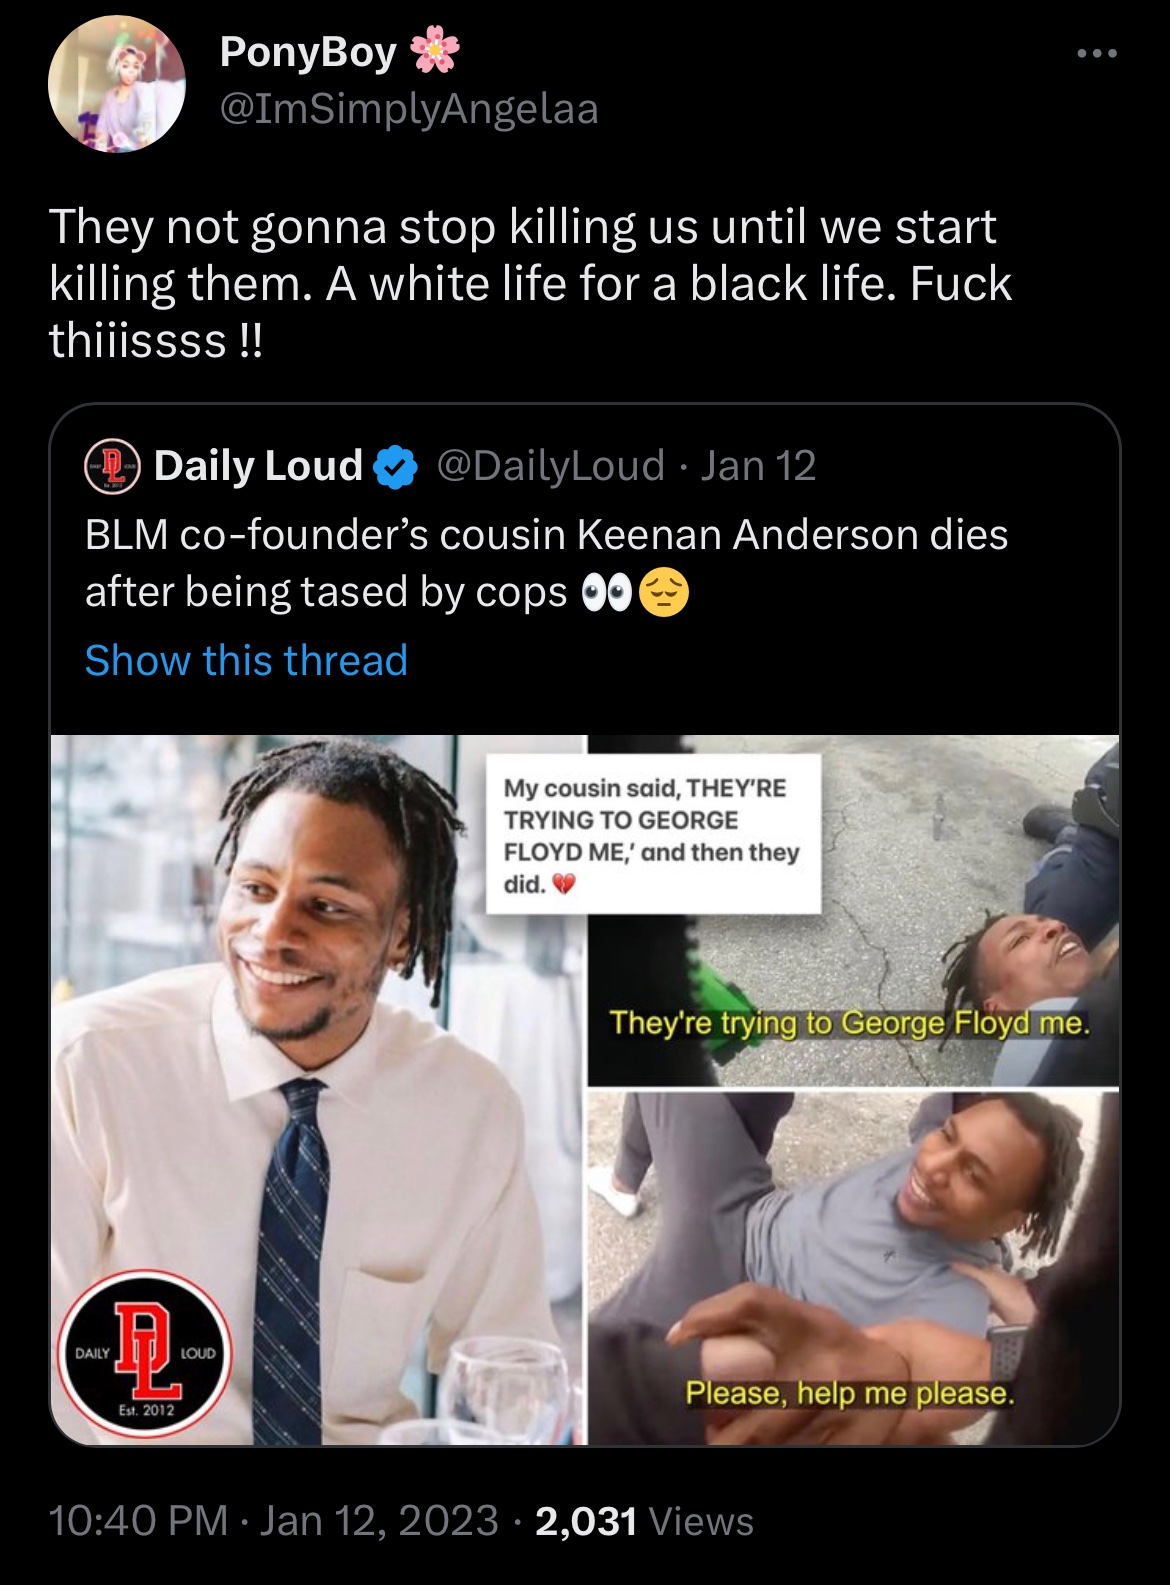 PonyBoy 🌸
@ImSimplyAngelaa
They not gonna stop killing us until we start
killing them. A white life for a black life. Fuck
thiiissss !!
Daily Loud @DailyLoud · Jan 12
BLM co-founder’s cousin Keenan Anderson dies
after being tased by cops 👀😔
Show this thread
My cousin said, THEY'RE
TRYING TO GEORGE
FLOYD ME,' and then they
did. 💔
They're trying to George Floyd me.
Please, help me please.
DAILY DL LOUD
Est. 2012
10:40 PM · Jan 12, 2023 · 2,031 Views